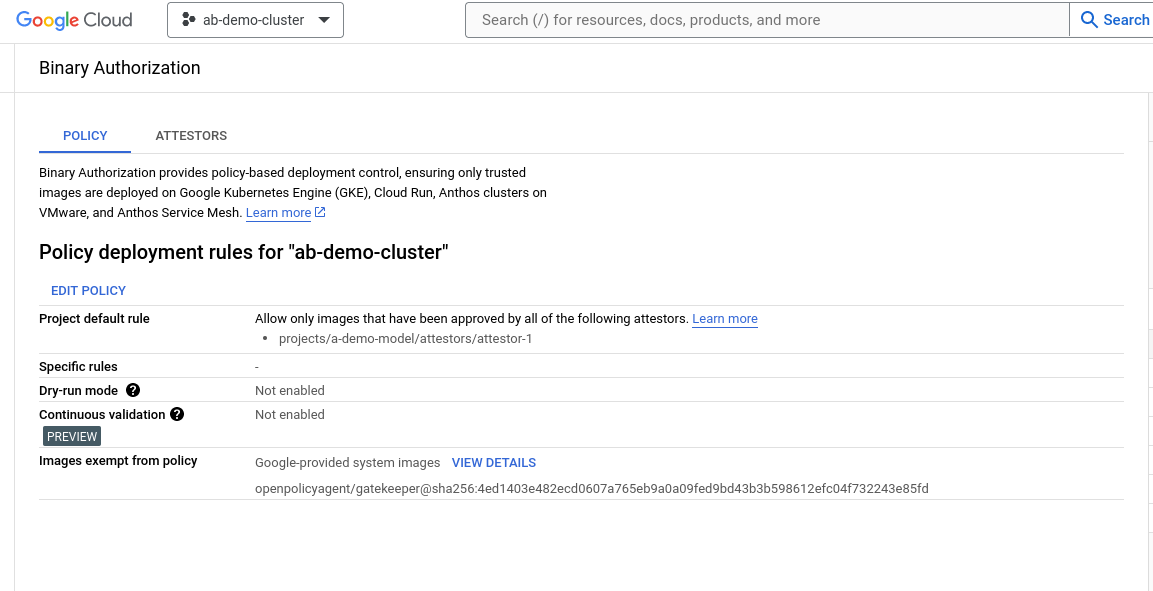 Google Cloud
ab-demo-cluster
Search (/) for resources, docs, products, and more
Search
Binary Authorization
POLICY
ATTESTORS
Binary Authorization provides policy-based deployment control, ensuring only trusted
images are deployed on Google Kubernetes Engine (GKE), Cloud Run, Anthos clusters on
VMware, and Anthos Service Mesh. Learn more
Policy deployment rules for "ab-demo-cluster"
EDIT POLICY
Project default rule
Allow only images that have been approved by all of the following attestors. Learn more
• projects/a-demo-model/attestors/attestor-1
Specific rules
-
Dry-run mode ?
Not enabled
Continuous validation ?
Not enabled
PREVIEW
Images exempt from policy
Google-provided system images VIEW DETAILS
openpolicyagent/gatekeeper@sha256:4ed1403e482ecd0607a765eb9a0a09fed9bd43b3b598612efc04f732243e85fd